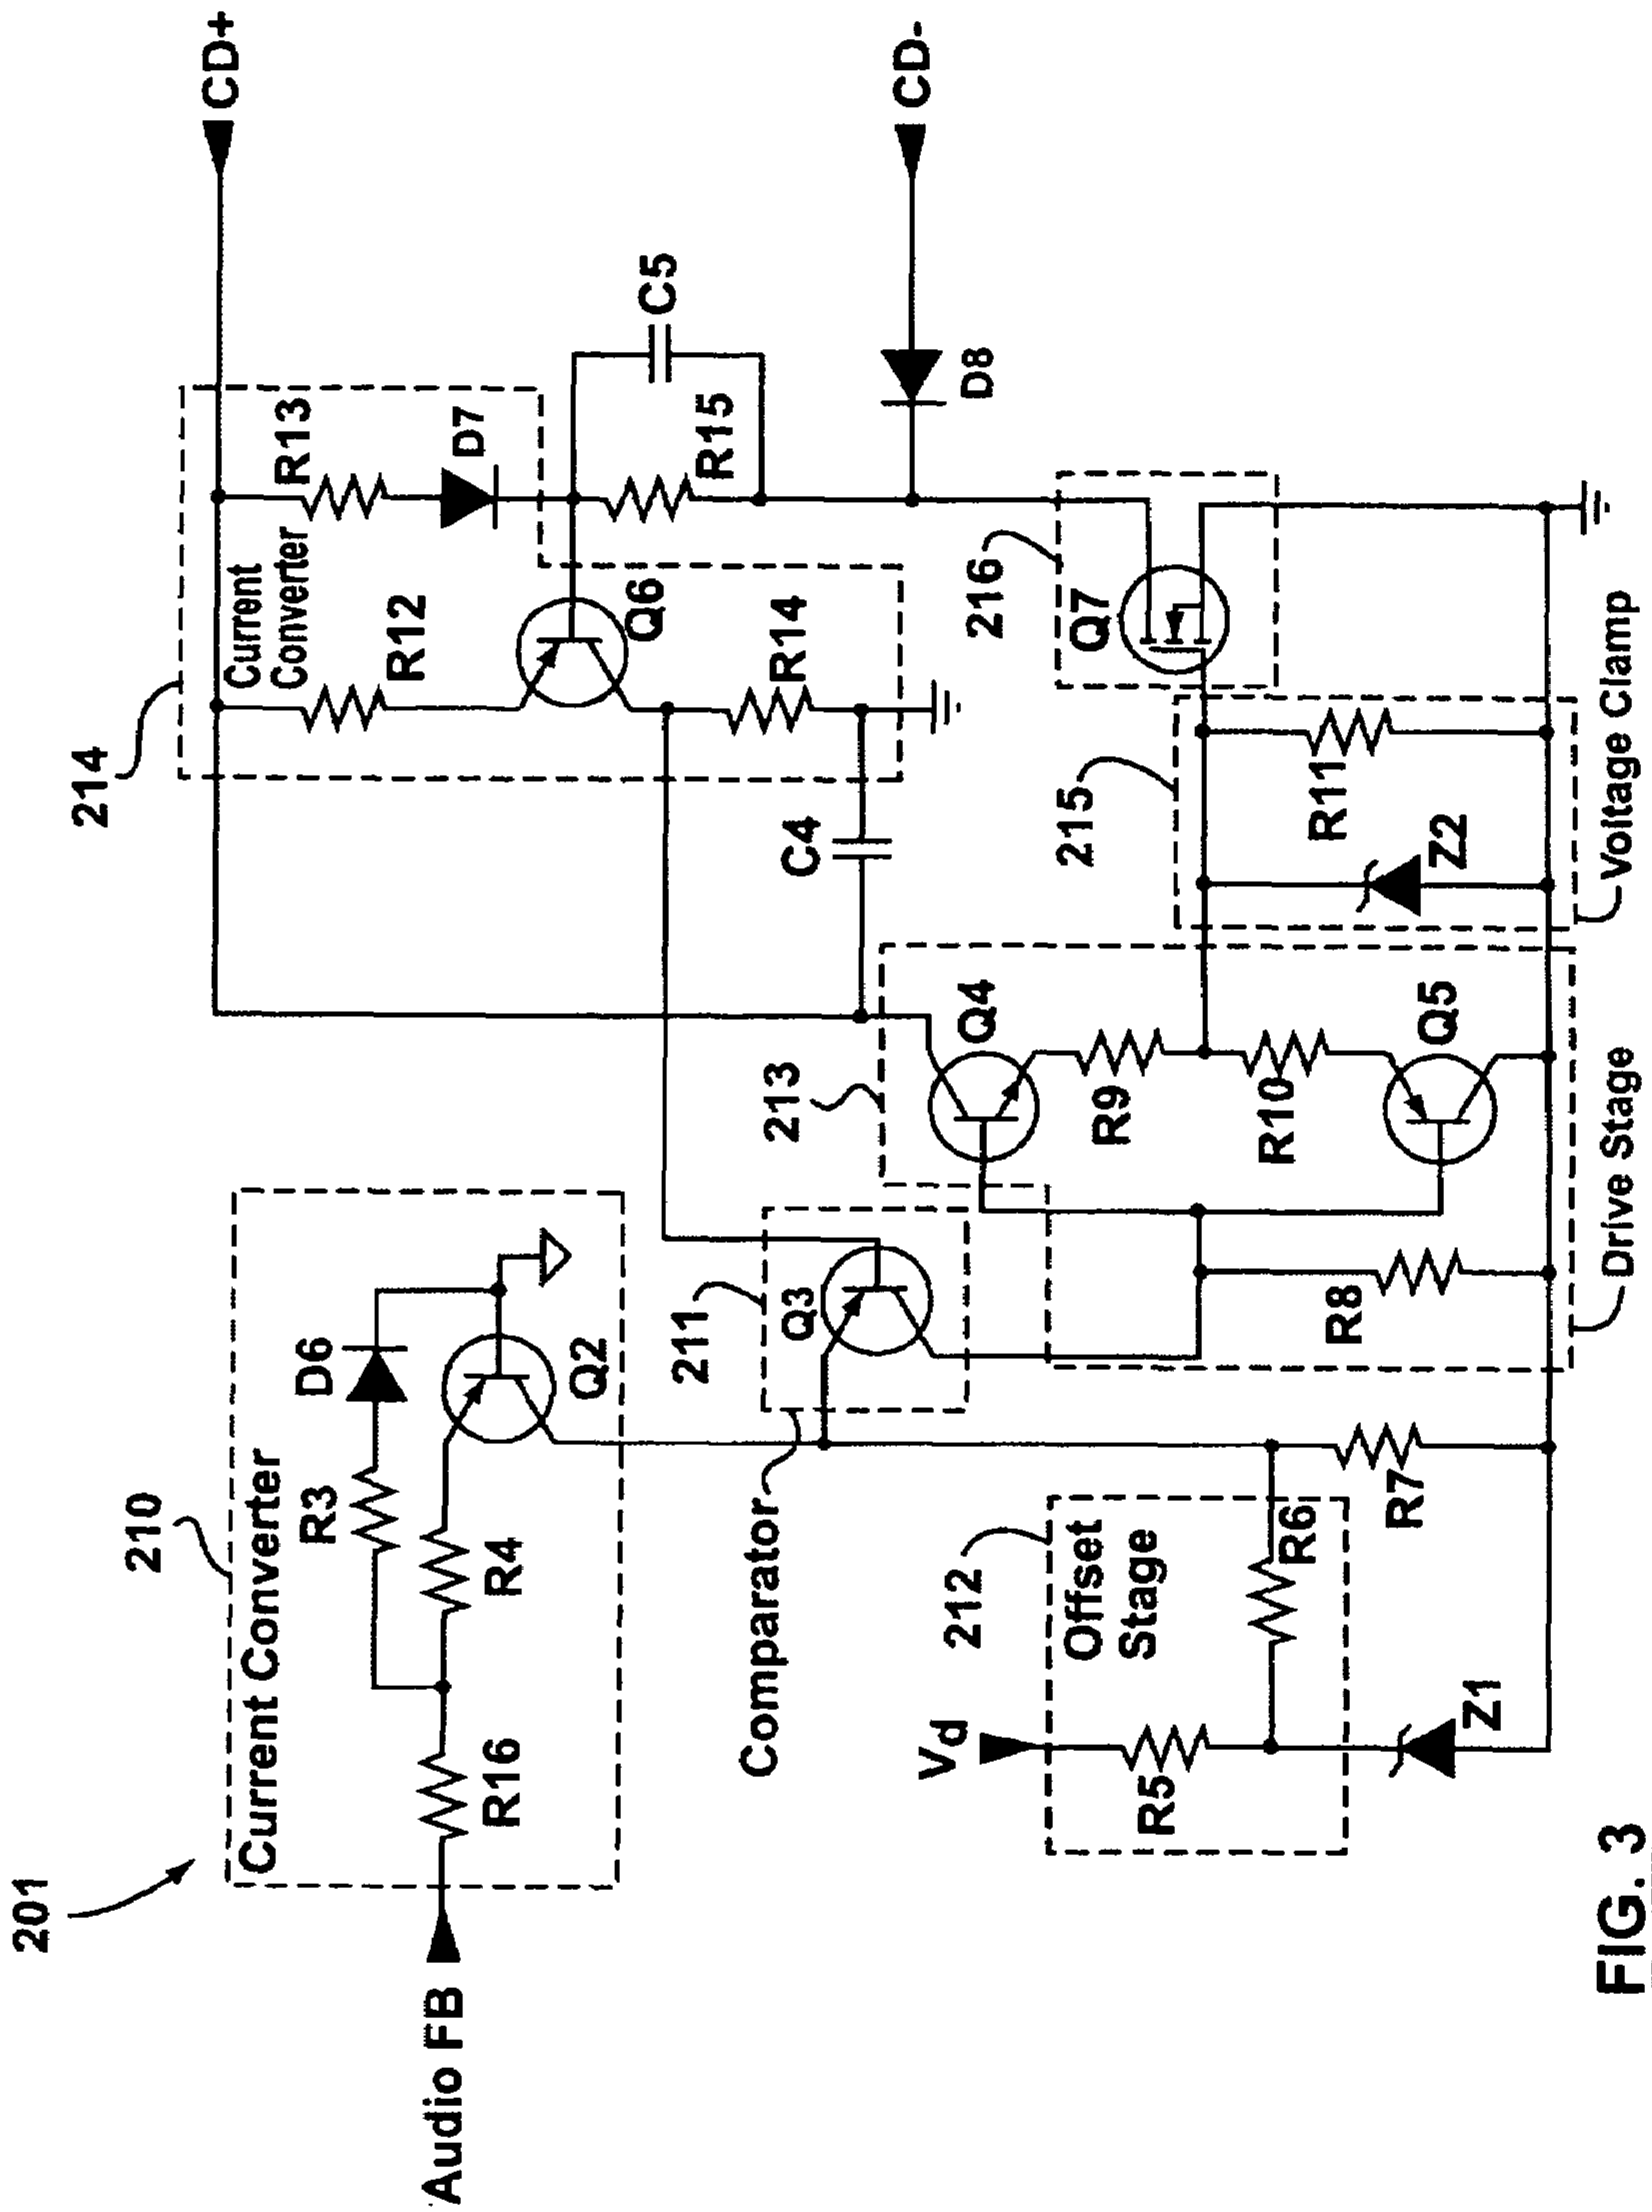 201
Audio FB
210
Current Converter
R16
R3
R4
D6
Q2
Comparator
211
Q3
212
Offset
Stage
Vd
R5
R6
Z1
R7
213
R8
Q4
R9
R10
Q5
Drive Stage
214
Current
Converter
R12
R13
D7
Q6
R14
C4
C5
R15
CD+
CD-
D8
215
R11
Z2
Voltage Clamp
216
Q7
FIG. 3